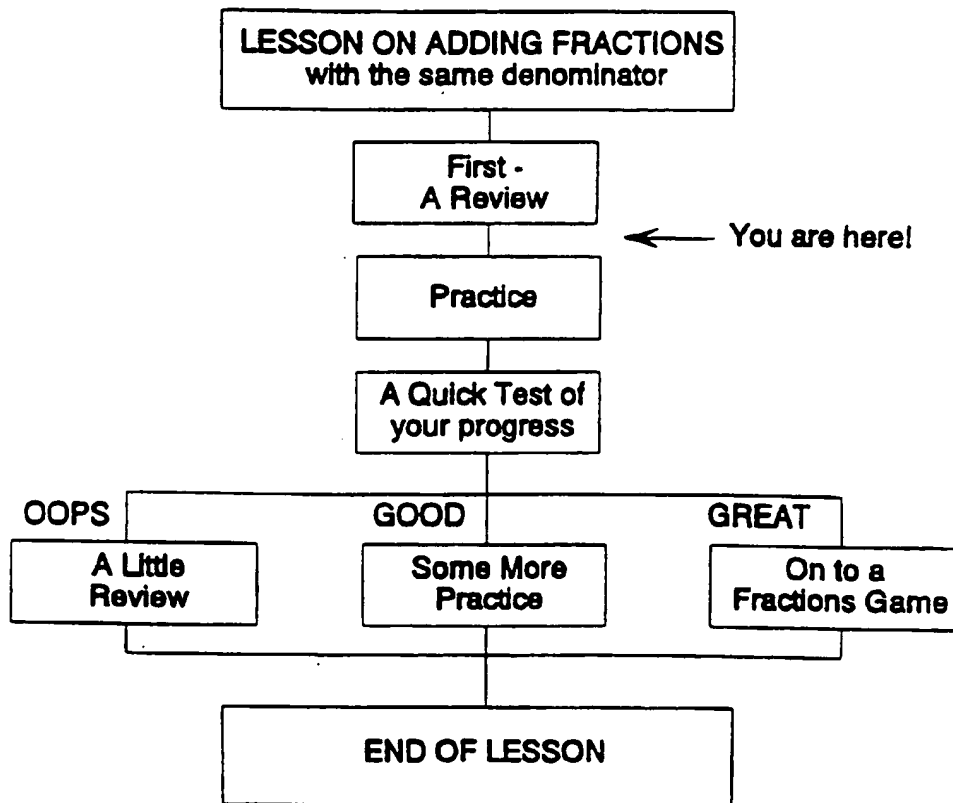 LESSON ON ADDING FRACTIONS
with the same denominator
First -
A Review
You are here!
Practice
A Quick Test of
your progress
OOPS
GOOD
GREAT
A Little
Review
Some More
Practice
On to a
Fractions Game
END OF LESSON